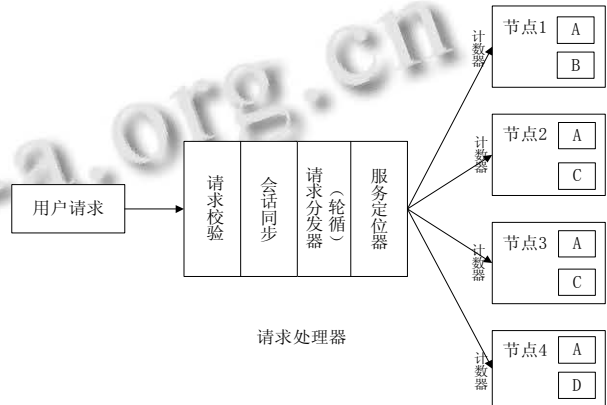 用户请求
请求校验
会话同步
请求分发器
（轮循）
服务定位器
请求处理器
计数器
节点1
A
B
计数器
节点2
A
C
计数器
节点3
A
C
计数器
节点4
A
D
a.org.cn